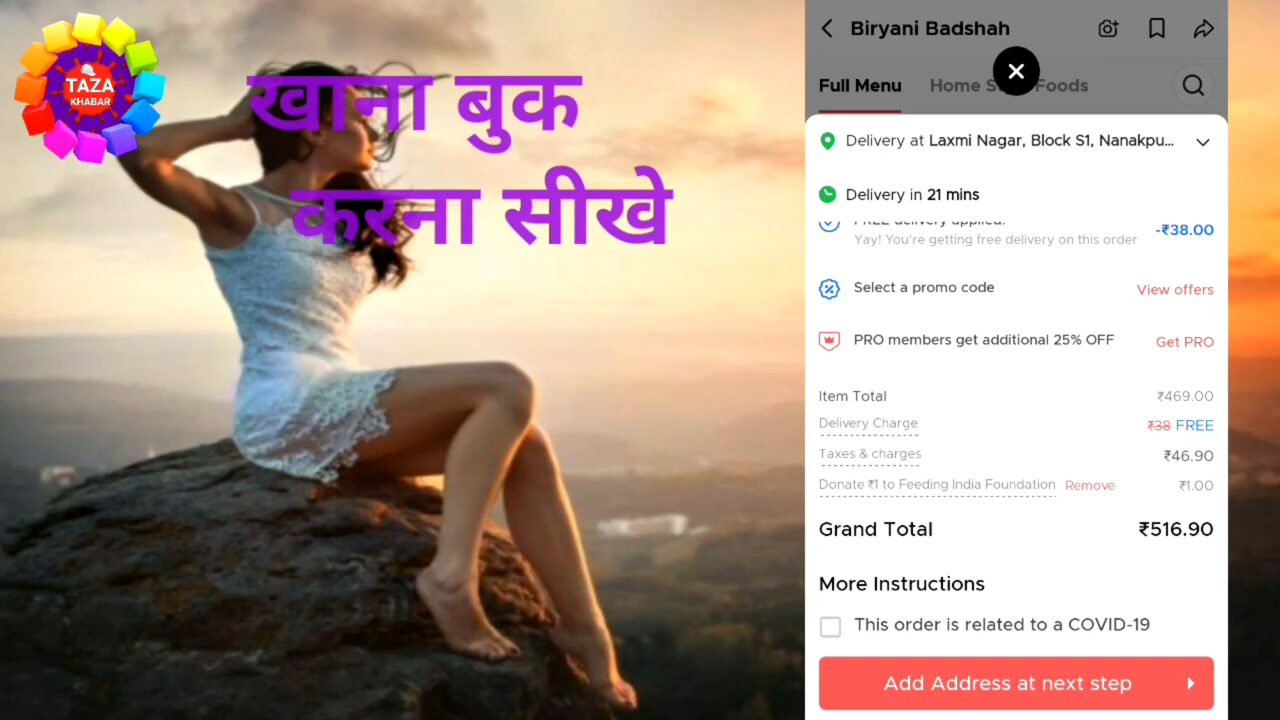 TAZA
KHABAR
खाना बुक
करना सीखे
Biryani Badshah
Full Menu Home Foods
Delivery at Laxmi Nagar, Block S1, Nanakpu...
Delivery in 21 mins
FREE delivery applied! -₹38.00
Yay! You're getting free delivery on this order
Select a promo code View offers
PRO members get additional 25% OFF Get PRO
Item Total ₹469.00
Delivery Charge ₹38 FREE
Taxes & charges ₹46.90
Donate ₹1 to Feeding India Foundation Remove ₹1.00
Grand Total ₹516.90
More Instructions
This order is related to a COVID-19
Add Address at next step